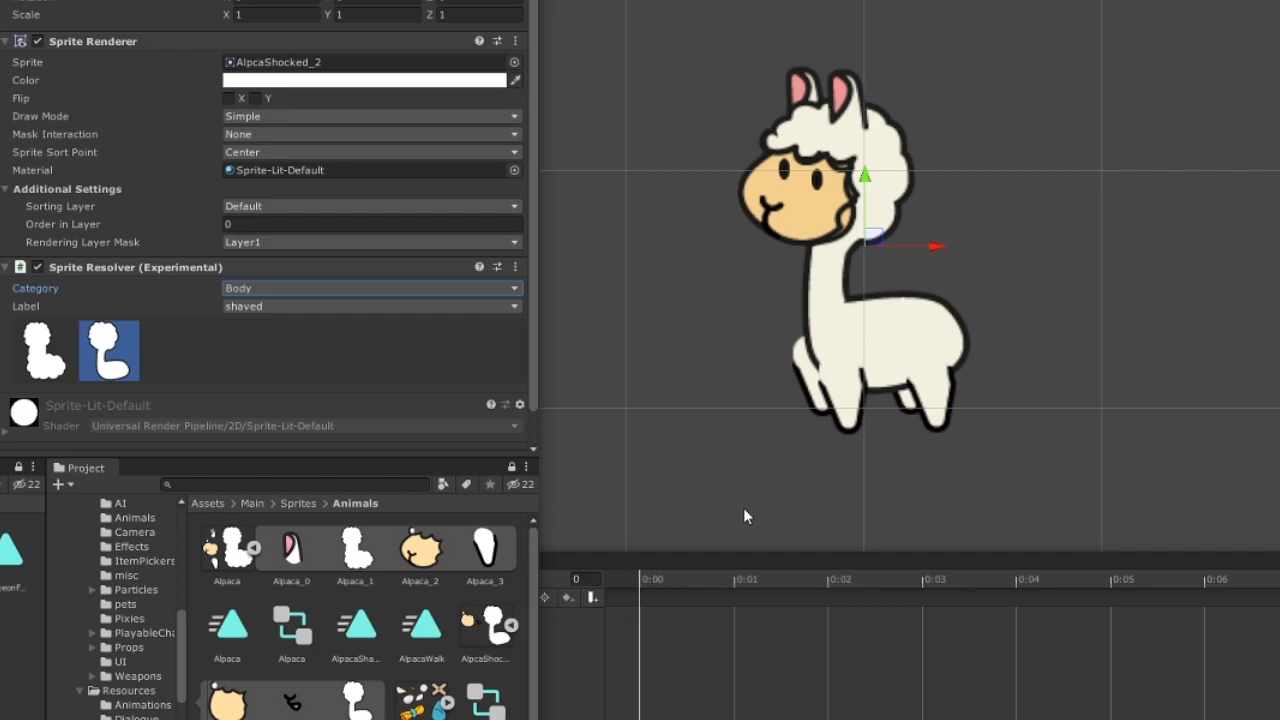 Scale X 1 Y 1 Z 1
Sprite Renderer
Sprite AlpcaShocked_2
Color
Flip X Y
Draw Mode Simple
Mask Interaction None
Sprite Sort Point Center
Material Sprite-Lit-Default
Additional Settings
Sorting Layer Default
Order in Layer 0
Rendering Layer Mask Layer1
Sprite Resolver (Experimental)
Category Body
Label shaved
Sprite-Lit-Default
Shader Universal Render Pipeline/2D/Sprite-Lit-Default
Project
22 22
AI
Animals
Camera
Effects
ItemPickers
misc
Particles
pets
Pixies
PlayableCha
Props
UI
Weapons
Resources
Animations
Assets > Main > Sprites > Animals
Alpaca Alpaca_0 Alpaca_1 Alpaca_2 Alpaca_3
Alpaca Alpaca AlpacaSha... AlpacaWalk AlpcaShoc...
0 0:00 0:01 0:02 0:03 0:04 0:05 0:06